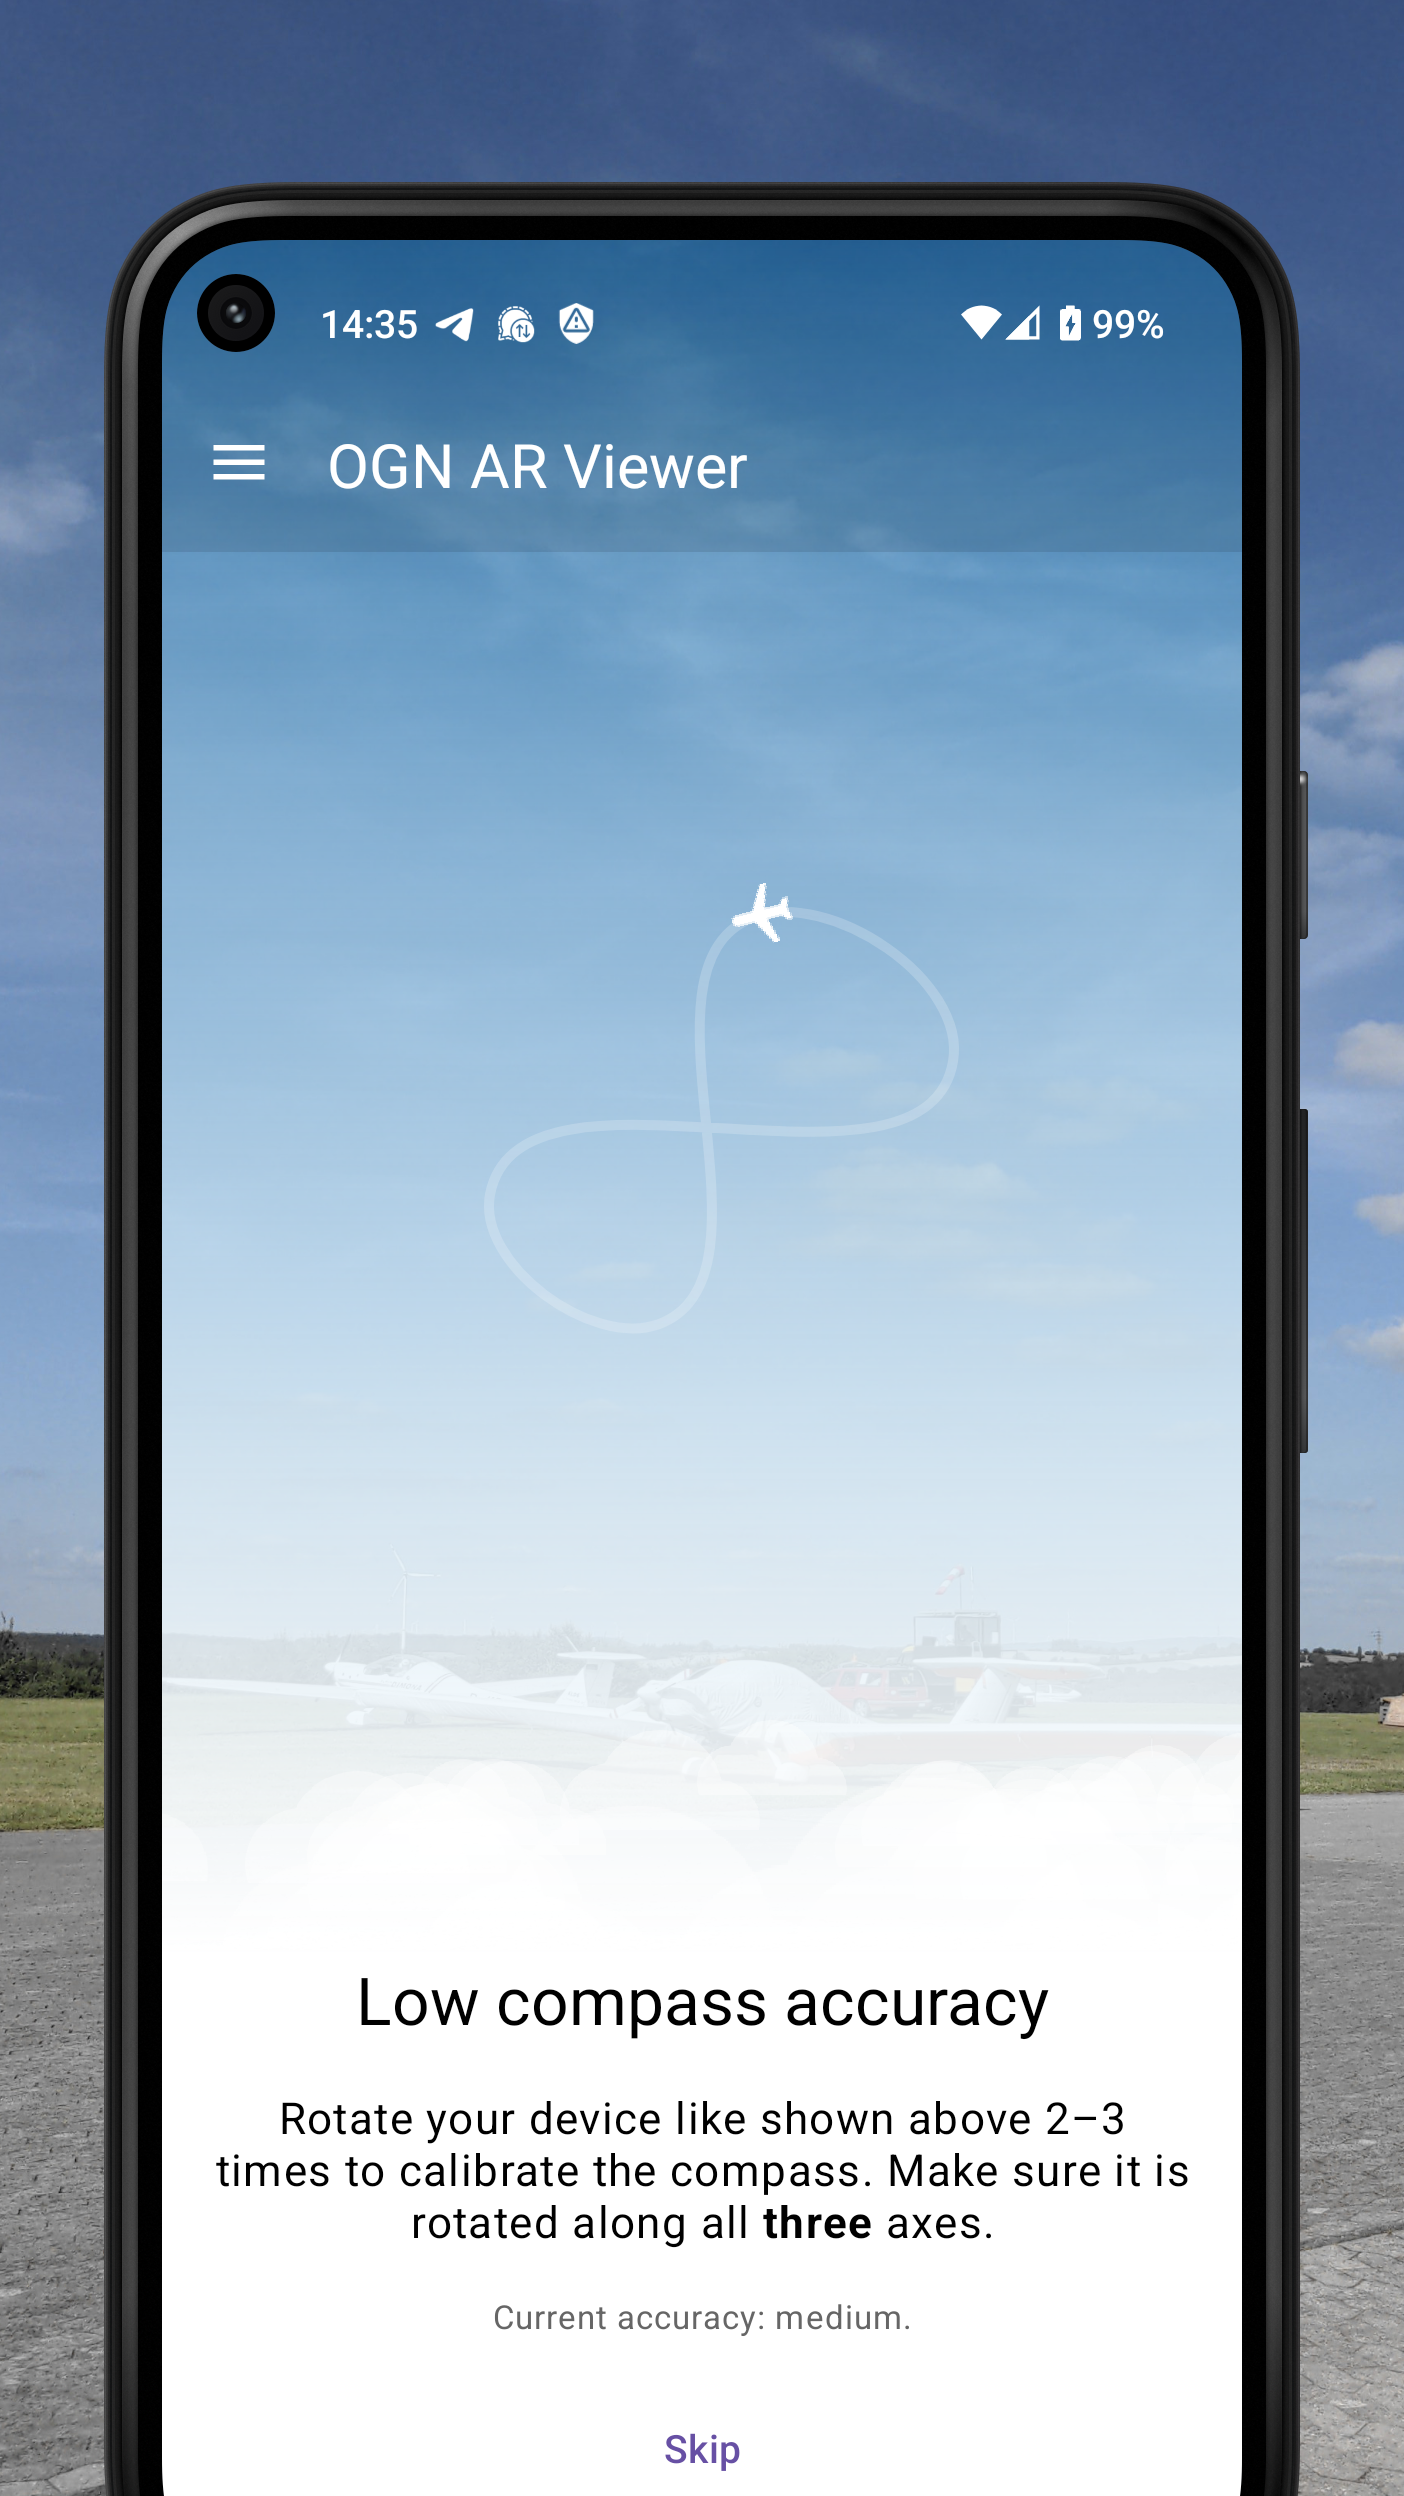 14:35
99%
OGN AR Viewer
Low compass accuracy
Rotate your device like shown above 2–3
times to calibrate the compass. Make sure it is
rotated along all three axes.
Current accuracy: medium.
Skip